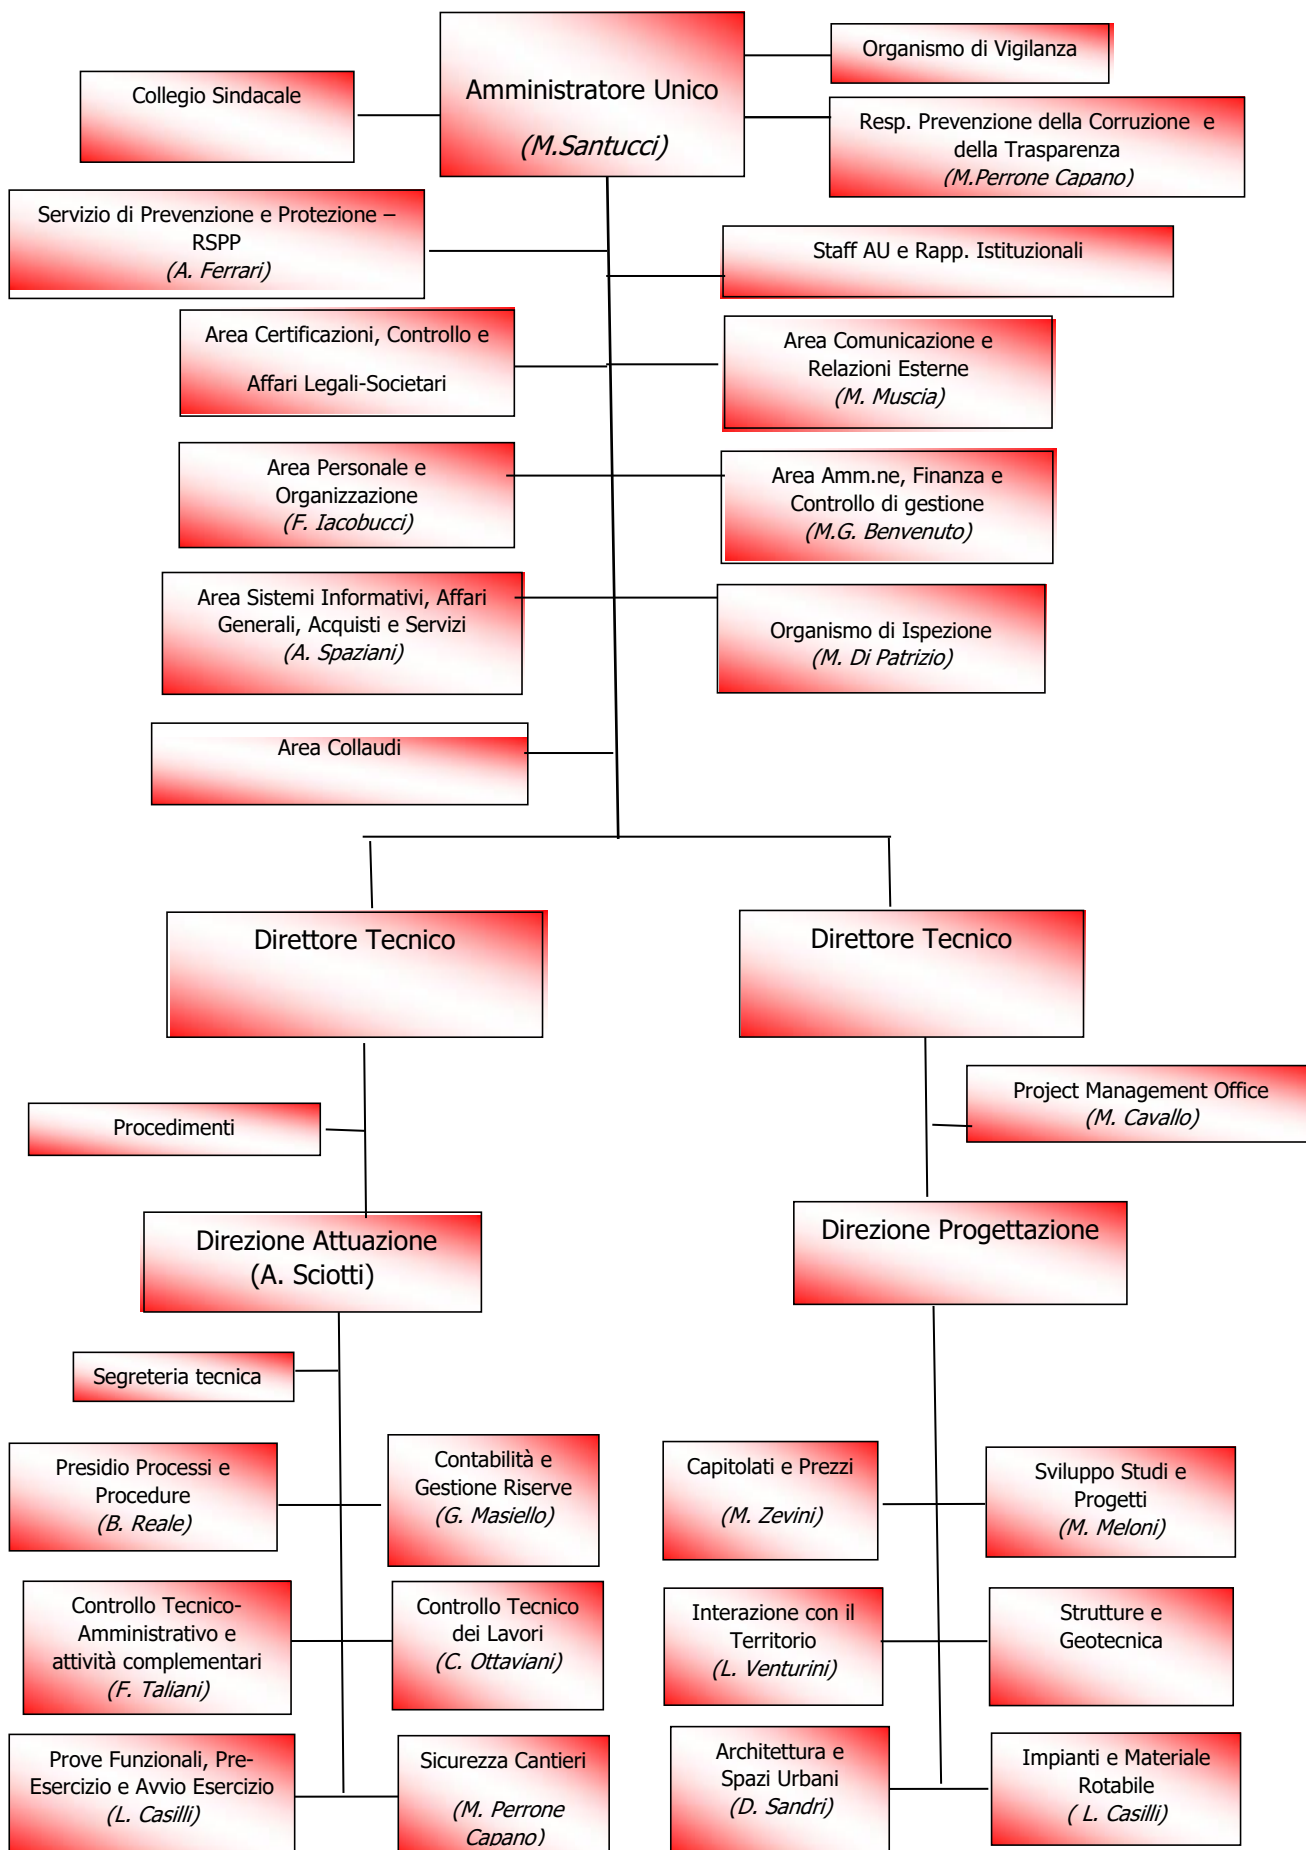 Amministratore Unico
(M.Santucci)
Organismo di Vigilanza
Collegio Sindacale
Resp. Prevenzione della Corruzione e
della Trasparenza
(M.Perrone Capano)
Servizio di Prevenzione e Protezione –
RSPP
(A. Ferrari)
Staff AU e Rapp. Istituzionali
Area Certificazioni, Controllo e
Affari Legali-Societari
Area Comunicazione e
Relazioni Esterne
(M. Muscia)
Area Personale e
Organizzazione
(F. Iacobucci)
Area Amm.ne, Finanza e
Controllo di gestione
(M.G. Benvenuto)
Area Sistemi Informativi, Affari
Generali, Acquisti e Servizi
(A. Spaziani)
Organismo di Ispezione
(M. Di Patrizio)
Area Collaudi
Direttore Tecnico
Direttore Tecnico
Procedimenti
Project Management Office
(M. Cavallo)
Direzione Attuazione
(A. Sciotti)
Direzione Progettazione
Segreteria tecnica
Presidio Processi e
Procedure
(B. Reale)
Contabilità e
Gestione Riserve
(G. Masiello)
Capitolati e Prezzi
(M. Zevini)
Sviluppo Studi e
Progetti
(M. Meloni)
Controllo Tecnico-
Amministrativo e
attività complementari
(F. Taliani)
Controllo Tecnico
dei Lavori
(C. Ottaviani)
Interazione con il
Territorio
(L. Venturini)
Strutture e
Geotecnica
Prove Funzionali, Pre-
Esercizio e Avvio Esercizio
(L. Casilli)
Sicurezza Cantieri
(M. Perrone
Capano)
Architettura e
Spazi Urbani
(D. Sandri)
Impianti e Materiale
Rotabile
( L. Casilli)